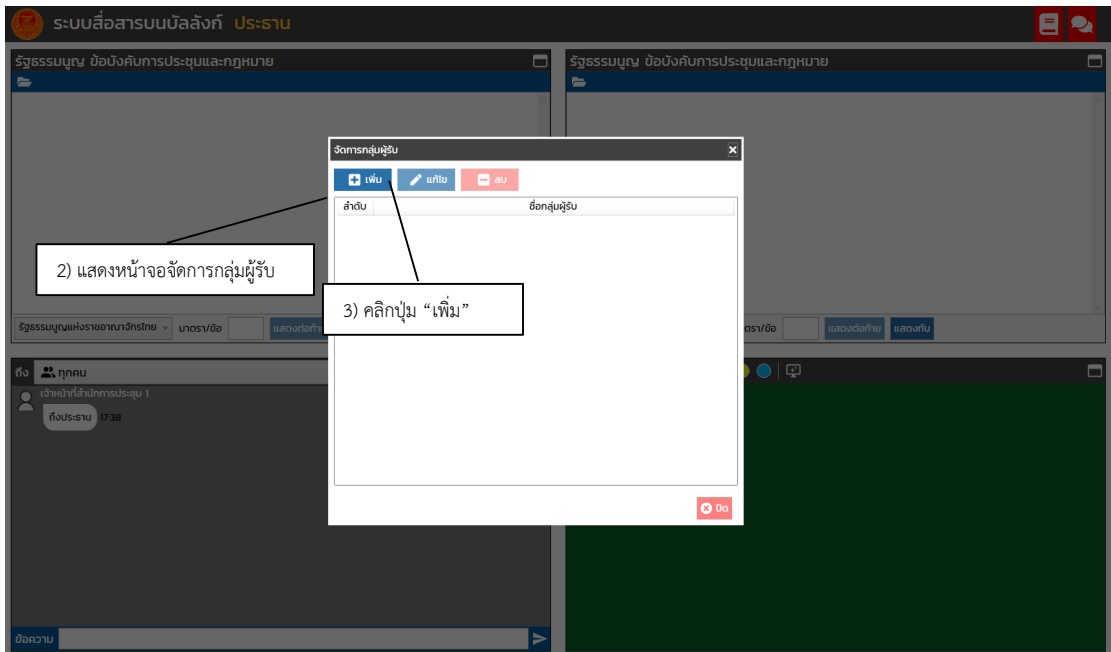 ระบบสื่อสารบนบัลลังก์ ประธาน
รัฐธรรมนูญ ข้อบังคับการประชุมและกฎหมาย
รัฐธรรมนูญ ข้อบังคับการประชุมและกฎหมาย
จัดการกลุ่มผู้รับ
เพิ่ม แก้ไข ลบ
ลำดับ ชื่อกลุ่มผู้รับ
2) แสดงหน้าจอจัดการกลุ่มผู้รับ
3) คลิกปุ่ม “เพิ่ม”
รัฐธรรมนูญแห่งราชอาณาจักรไทย มาตรา/ข้อ แสดงต่อท้าย
แสดงต่อท้าย แสดงทับ
ถึง ทุกคน
เจ้าหน้าที่สำนักการประชุม 1
ถึงประธาน 17:38
ปิด
ข้อความ